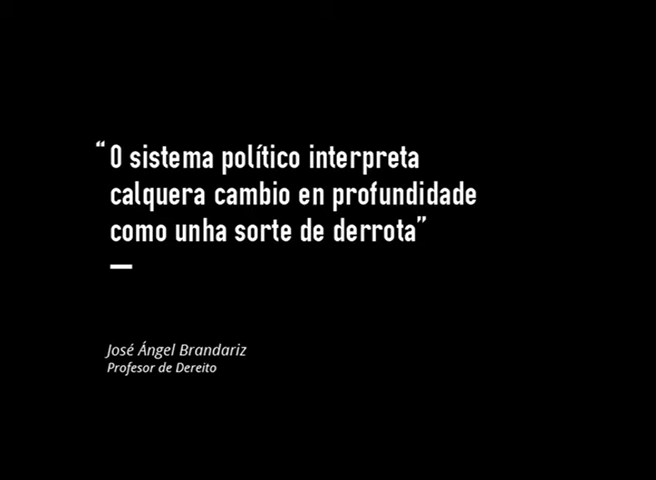 “O sistema político interpreta
calquera cambio en profundidade
como unha sorte de derrota”
José Ángel Brandariz
Profesor de Dereito